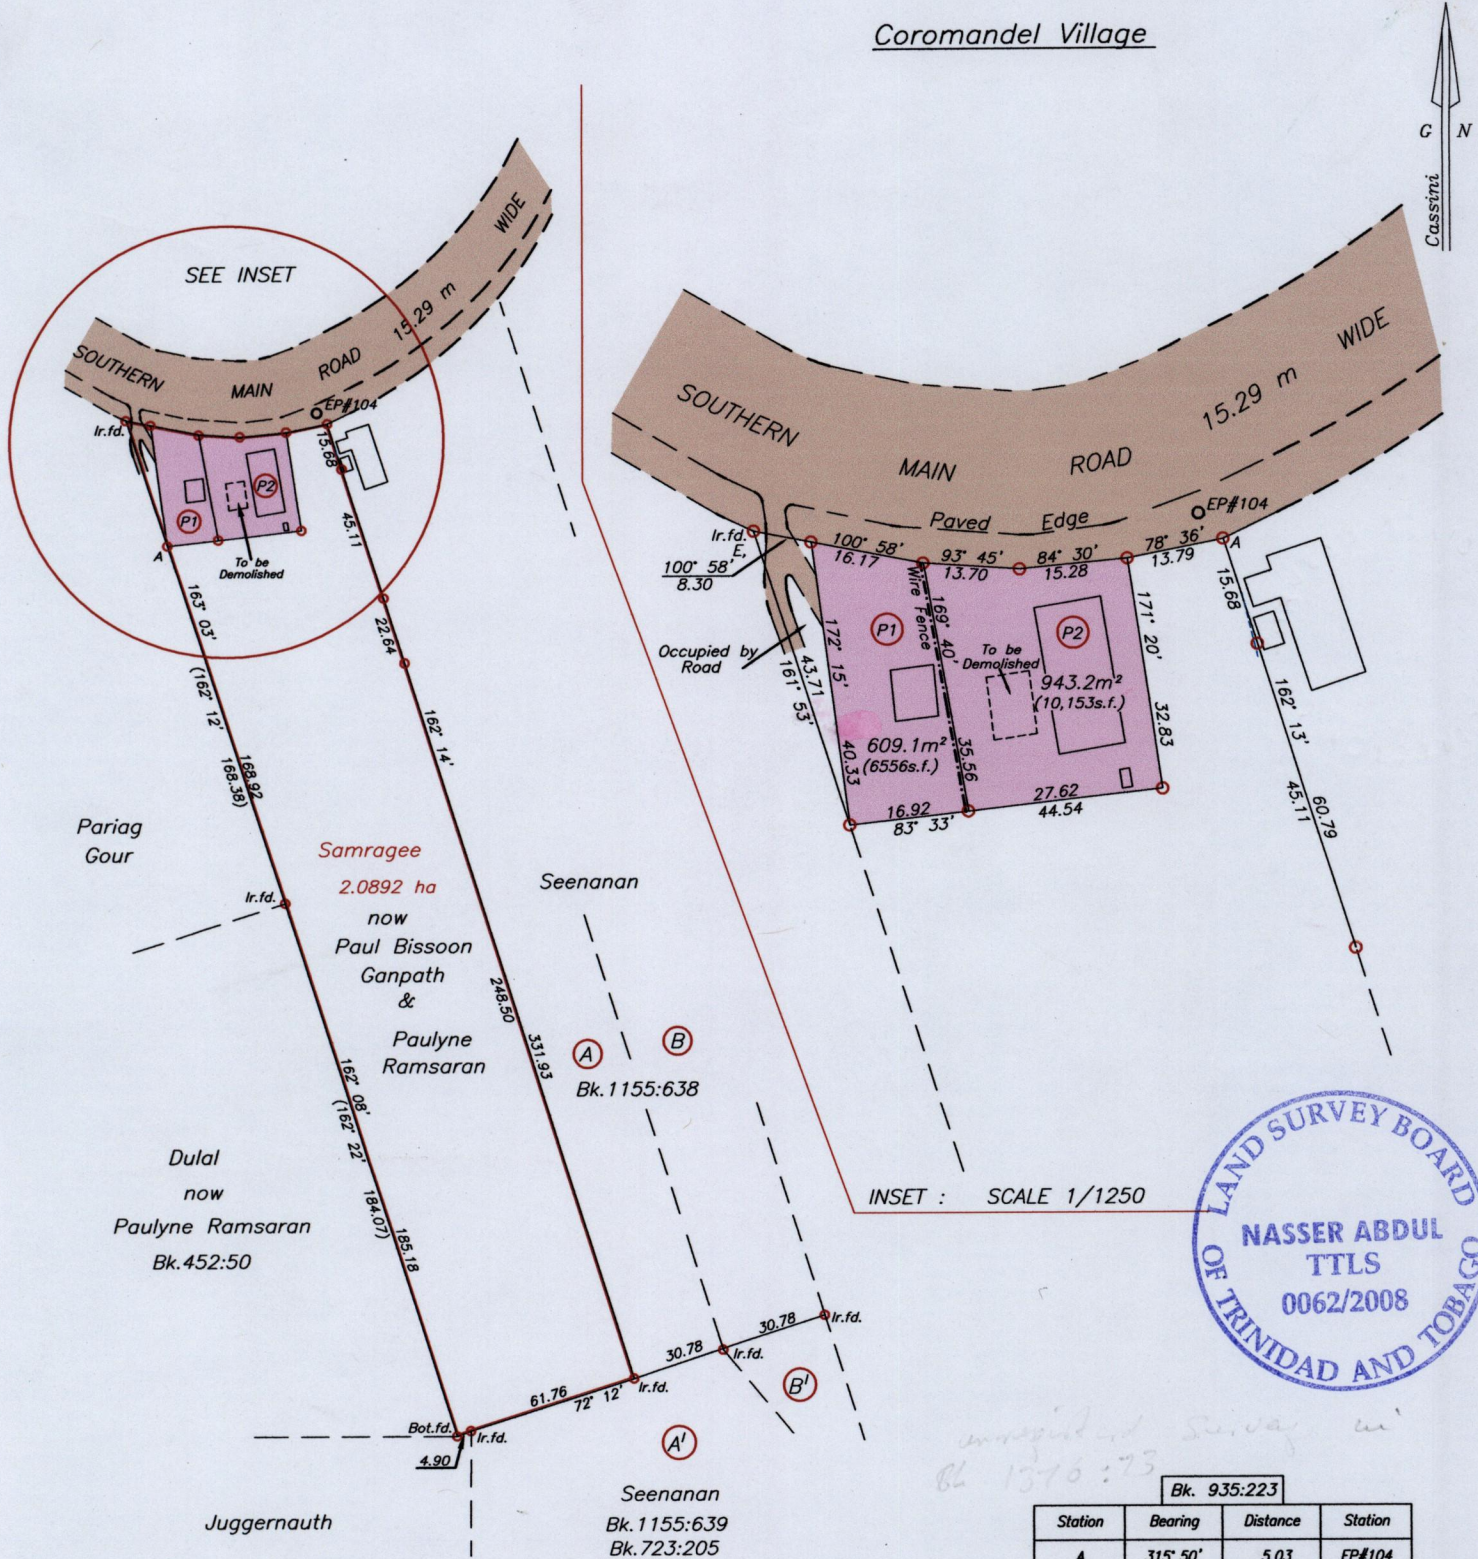 Coromandel Village
G N
Cassini
SEE INSET
SOUTHERN MAIN ROAD 15.29 m WIDE
EP#104
Ir.fd.
15.68
P1
P2
A
To be
Demolished
45.11
163° 03'
(162° 12'
22.64
168.92
168.38)
162° 14'
Pariag
Gour
Samragee
2.0892 ha
now
Paul Bissoon
Ganpath
&
Paulyne
Ramsaran
Ir.fd.
Seenanan
248.50
331.93
A
B
Bk.1155:638
162° 08'
(162° 22'
184.07)
185.18
Dulal
now
Paulyne Ramsaran
Bk.452:50
30.78
Ir.fd.
30.78
Ir.fd.
61.76
72° 12'
Ir.fd.
B'
Bot.fd.
Ir.fd.
4.90
A'
Juggernauth
Seenanan
Bk.1155:639
Bk.723:205
SOUTHERN MAIN ROAD 15.29 m WIDE
EP#104
Paved Edge
Ir.fd.
E,
100° 58'
8.30
100° 58'
16.17
93° 45'
13.70
84° 30'
15.28
78° 36'
13.79
A
15.68
Wire Fence
169° 40'
35.56
P1
P2
171° 20'
32.83
172° 15'
40.33
Occupied by
Road
43.71
161° 53'
To be
Demolished
943.2m²
(10,153s.f.)
609.1m²
(6556s.f.)
16.92
83° 33'
27.62
44.54
162° 13'
60.79
45.11
INSET : SCALE 1/1250
LAND SURVEY BOARD
NASSER ABDUL
TTLS
0062/2008
OF TRINIDAD AND TOBAGO
Survey
1376:73
Bk. 935:223
Station Bearing Distance Station
A 315° 50' 5.03 EP#104